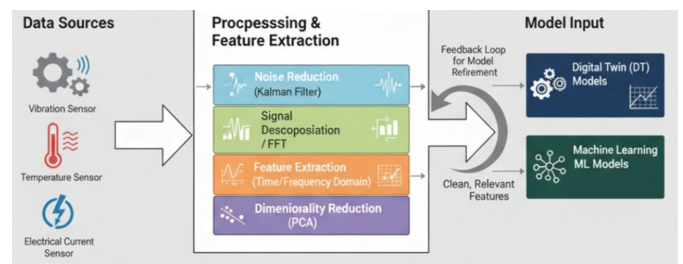 Data Sources
Vibration Sensor
Temperature Sensor
Electrical Current
Sensor
Procpesssing &
Feature Extraction
Noise Reduction
(Kalman Filter)
Signal
Descoposiation
/ FFT
Feature Extraction
(Time/Frequency Domain)
Dimeniorality Reduction
(PCA)
Feedback Loop
for Model
Refirement
Clean, Relevant
Features
Model Input
Digital Twin (DT)
Models
Machine Learning
ML Models